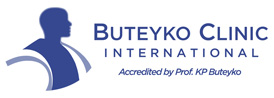 BUTEYKO CLINIC
INTERNATIONAL
Accredited by Prof. KP Buteyko